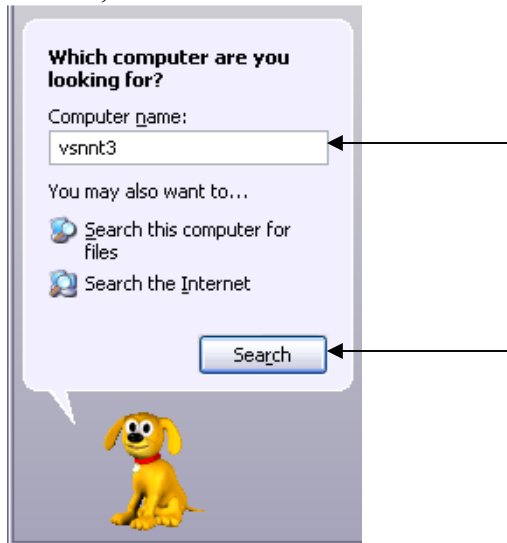 Which computer are you
looking for?
Computer name:
vsnnt3
You may also want to...
Search this computer for
files
Search the Internet
Search